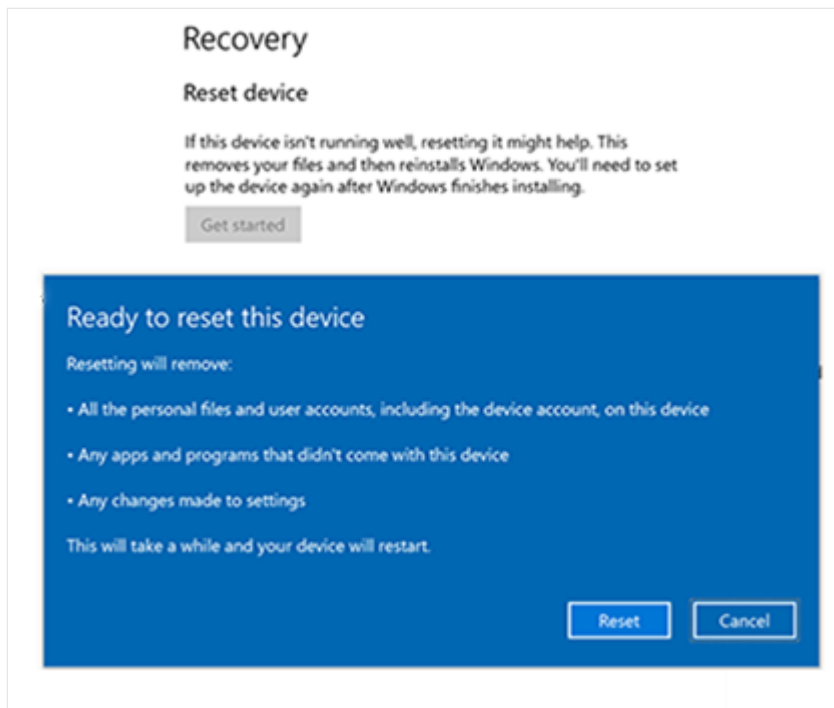 Recovery
Reset device
If this device isn't running well, resetting it might help. This
removes your files and then reinstalls Windows. You'll need to set
up the device again after Windows finishes installing.
Get started
Ready to reset this device
Resetting will remove:
• All the personal files and user accounts, including the device account, on this device
• Any apps and programs that didn't come with this device
• Any changes made to settings
This will take a while and your device will restart.
Reset Cancel